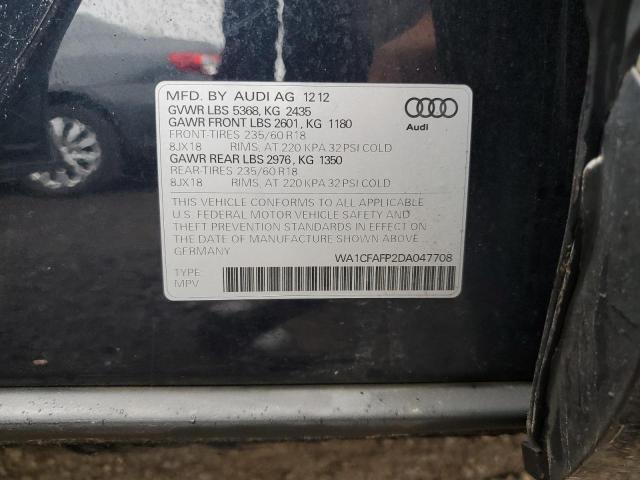 MFD. BY AUDI AG 12 12
GVWR LBS 5368, KG 2435
GAWR FRONT LBS 2601, KG 1180
FRONT-TIRES 235/60 R18
8JX18 RIMS, AT 220 KPA 32 PSI COLD
GAWR REAR LBS 2976, KG 1350
REAR-TIRES 235/60 R18
8JX18 RIMS, AT 220 KPA 32 PSI COLD
Audi
THIS VEHICLE CONFORMS TO ALL APPLICABLE
U.S. FEDERAL MOTOR VEHICLE SAFETY AND
THEFT PREVENTION STANDARDS IN EFFECT ON
THE DATE OF MANUFACTURE SHOWN ABOVE.
GERMANY
WA1CFAFP2DA047708
TYPE:
MPV